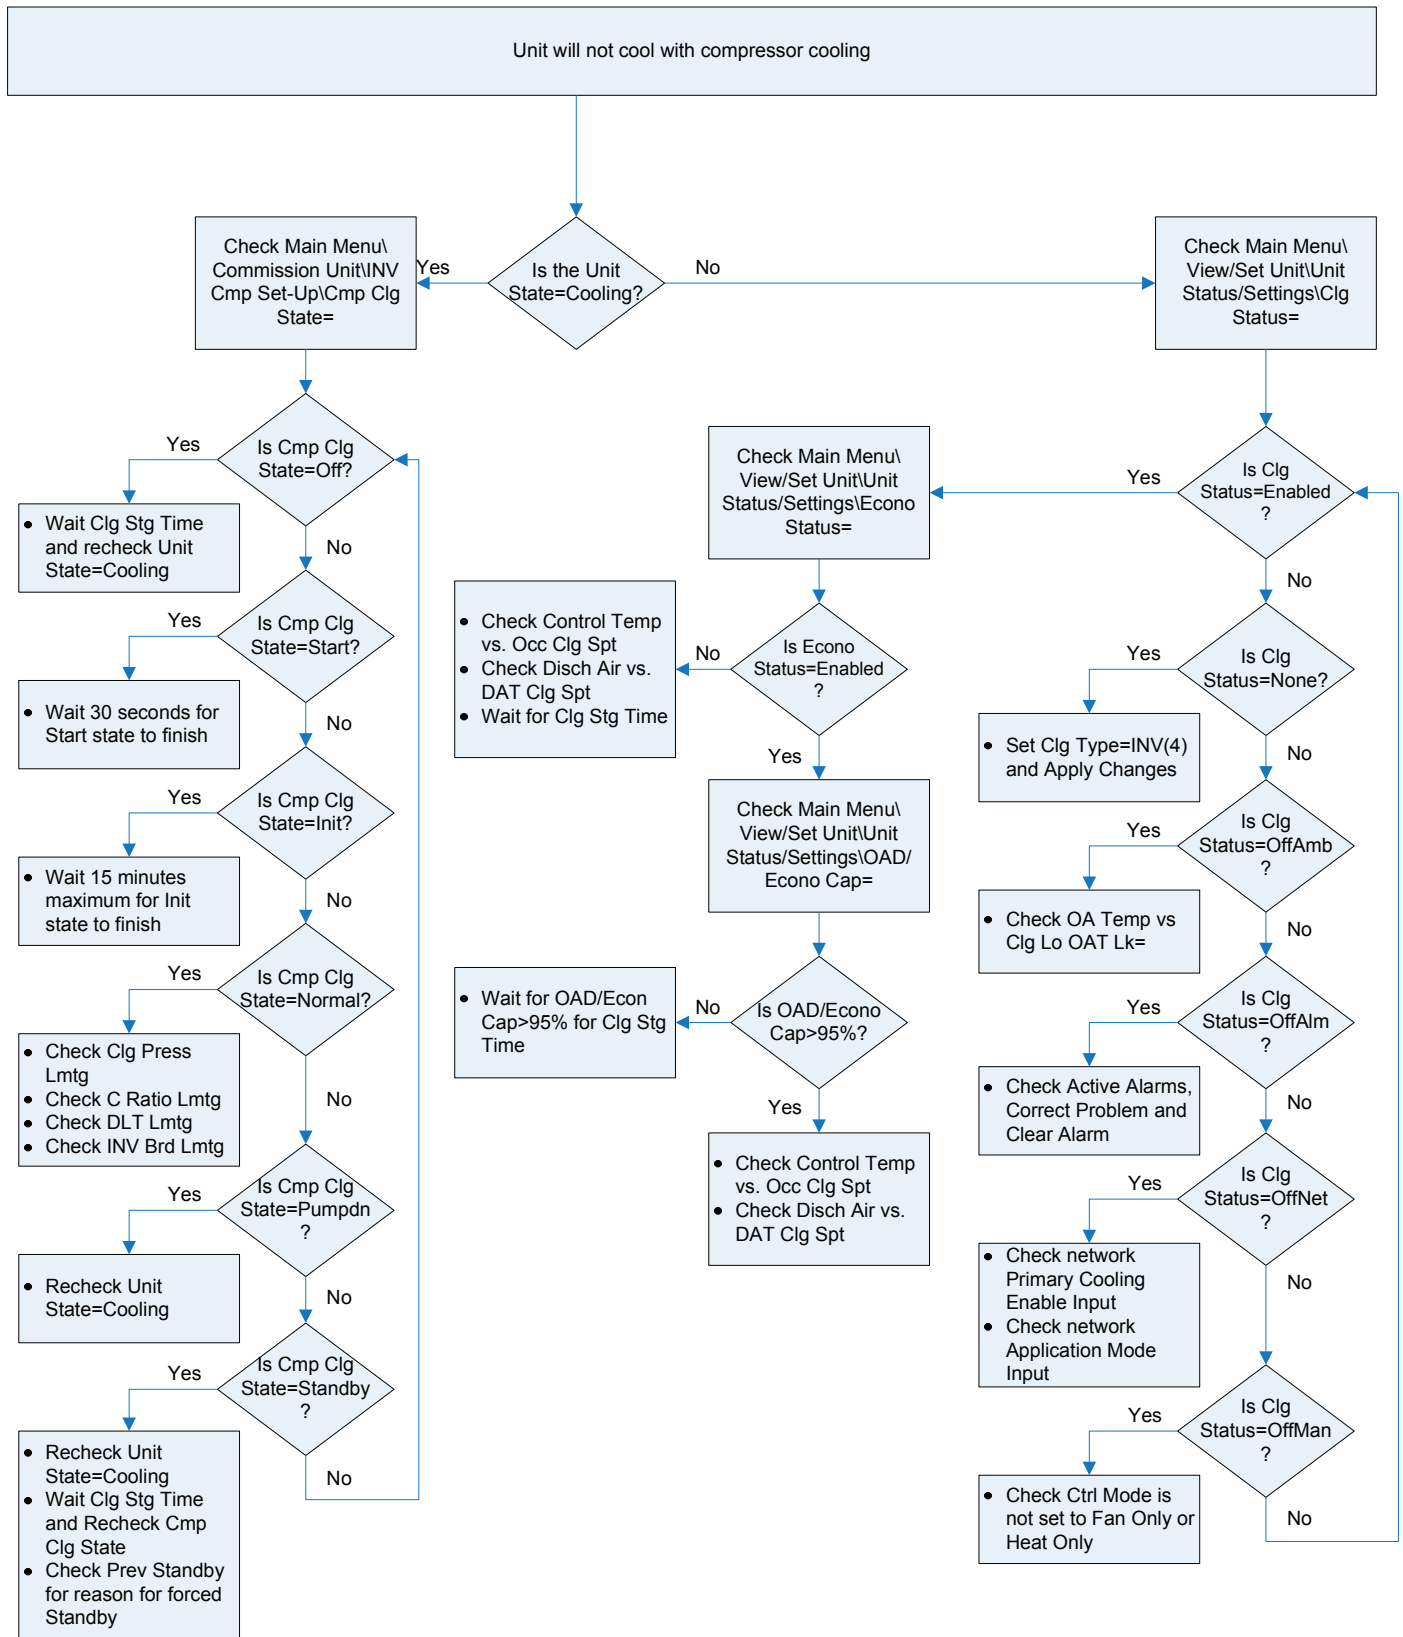 Unit will not cool with compressor cooling
Check Main Menu\
Commission Unit\INV
Cmp Set-Up\Cmp Clg
State=
Yes
Is the Unit
State=Cooling?
No
Check Main Menu\
View/Set Unit\Unit
Status/Settings\Clg
Status=
Is Cmp Clg
State=Off?
Yes
• Wait Clg Stg Time
and recheck Unit
State=Cooling
No
Is Cmp Clg
State=Start?
Yes
• Wait 30 seconds for
Start state to finish
No
Is Cmp Clg
State=Init?
Yes
• Wait 15 minutes
maximum for Init
state to finish
No
Is Cmp Clg
State=Normal?
Yes
• Check Clg Press
Lmtg
• Check C Ratio Lmtg
• Check DLT Lmtg
• Check INV Brd Lmtg
No
Is Cmp Clg
State=Pumpdn
?
Yes
• Recheck Unit
State=Cooling
No
Is Cmp Clg
State=Standby
?
Yes
• Recheck Unit
State=Cooling
• Wait Clg Stg Time
and Recheck Cmp
Clg State
• Check Prev Standby
for reason for forced
Standby
No
Check Main Menu\
View/Set Unit\Unit
Status/Settings\Econo
Status=
Is Econo
Status=Enabled
?
No
• Check Control Temp
vs. Occ Clg Spt
• Check Disch Air vs.
DAT Clg Spt
• Wait for Clg Stg Time
Yes
Check Main Menu\
View/Set Unit\Unit
Status/Settings\OAD/
Econo Cap=
Is OAD/Econo
Cap>95%?
No
• Wait for OAD/Econ
Cap>95% for Clg Stg
Time
Yes
• Check Control Temp
vs. Occ Clg Spt
• Check Disch Air vs.
DAT Clg Spt
Is Clg
Status=Enabled
?
Yes
No
Is Clg
Status=None?
Yes
• Set Clg Type=INV(4)
and Apply Changes
No
Is Clg
Status=OffAmb
?
Yes
• Check OA Temp vs
Clg Lo OAT Lk=
No
Is Clg
Status=OffAlm
?
Yes
• Check Active Alarms,
Correct Problem and
Clear Alarm
No
Is Clg
Status=OffNet
?
Yes
• Check network
Primary Cooling
Enable Input
• Check network
Application Mode
Input
No
Is Clg
Status=OffMan
?
Yes
• Check Ctrl Mode is
not set to Fan Only or
Heat Only
No